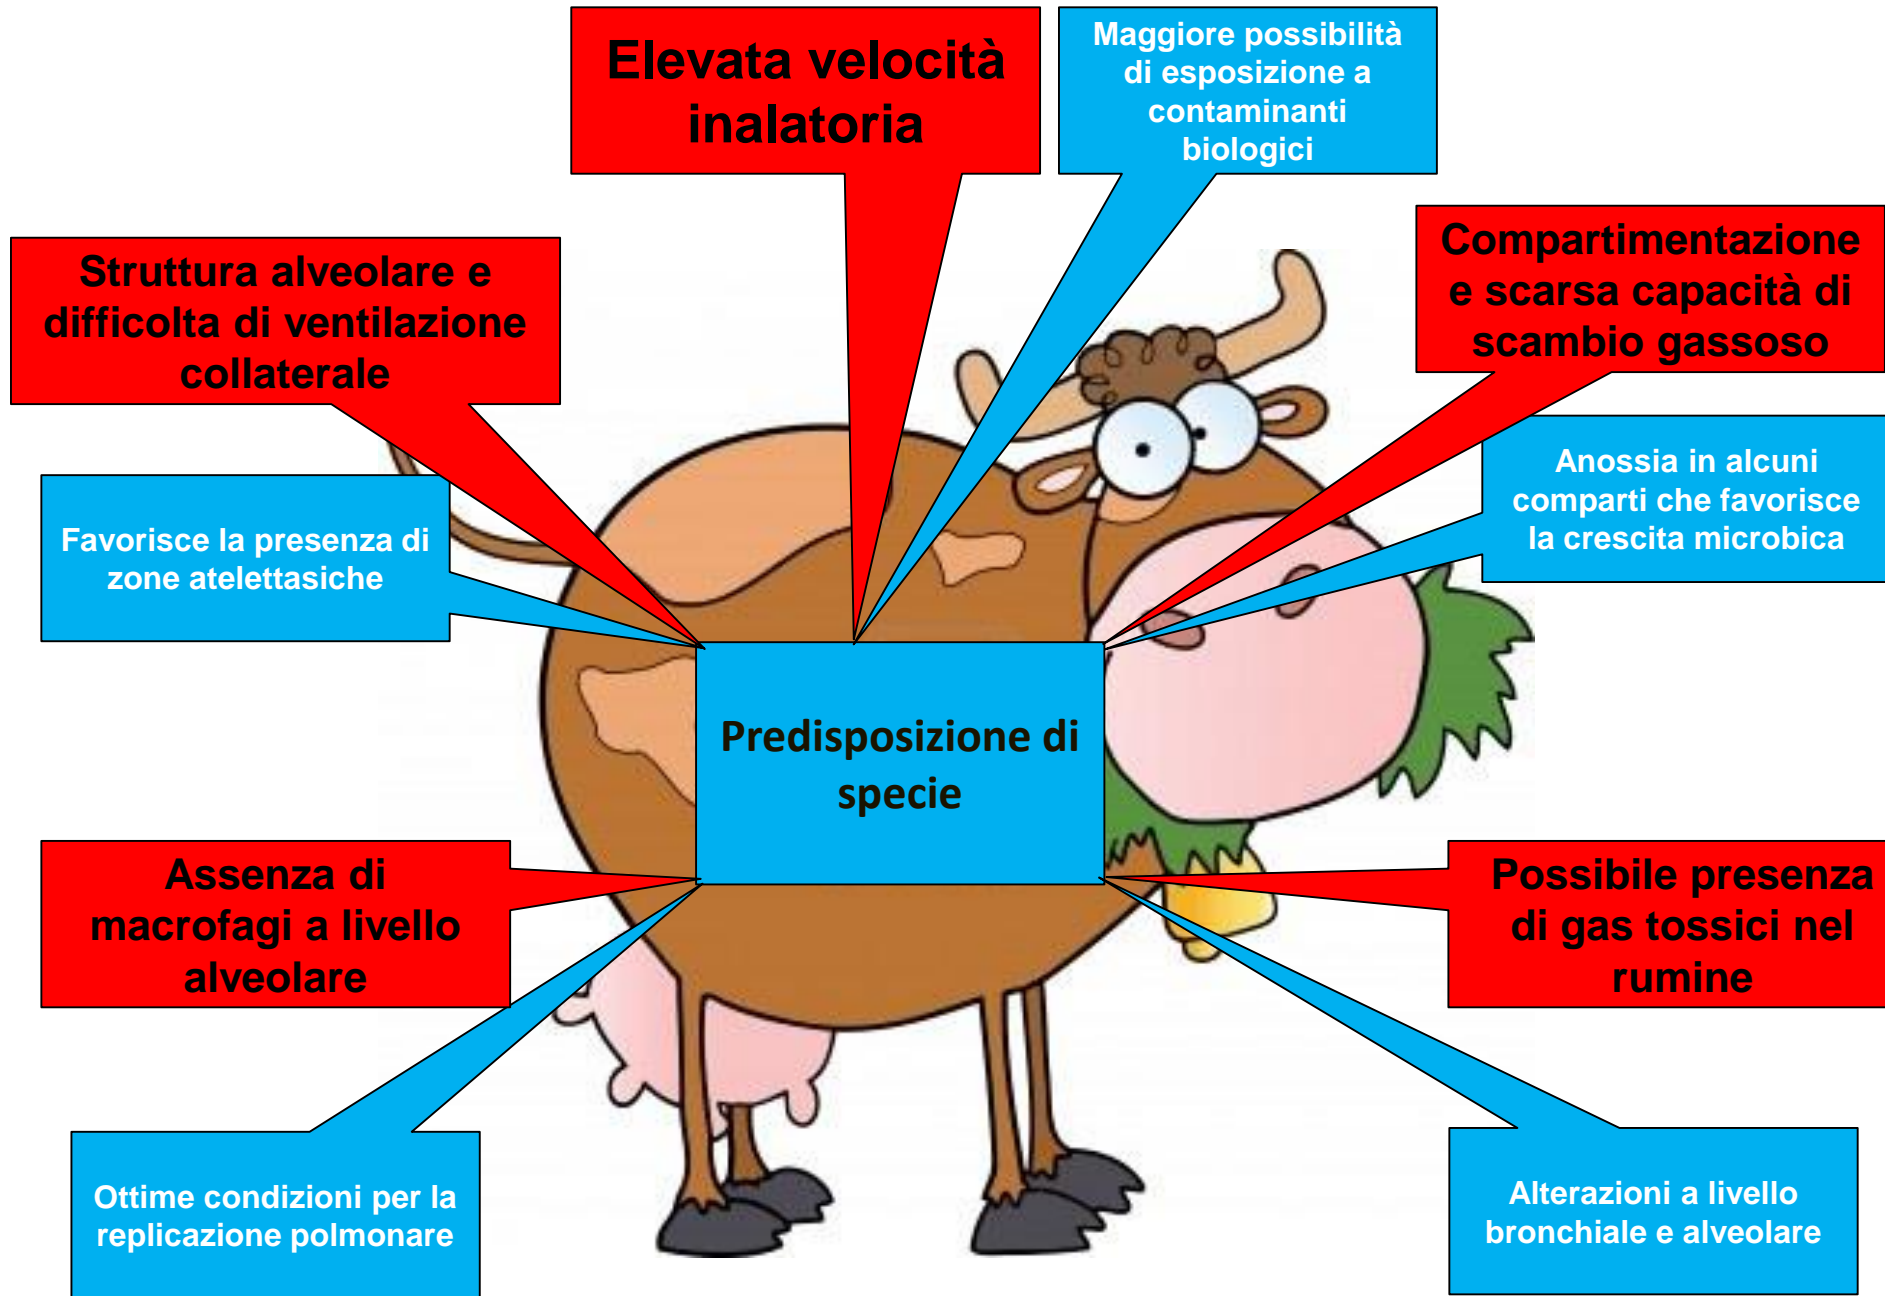 Elevata velocità
inalatoria
Maggiore possibilità
di esposizione a
contaminanti
biologici
Struttura alveolare e
difficolta di ventilazione
collaterale
Compartimentazione
e scarsa capacità di
scambio gassoso
Favorisce la presenza di
zone atelettasiche
Anossia in alcuni
comparti che favorisce
la crescita microbica
Predisposizione di
specie
Assenza di
macrofagi a livello
alveolare
Possibile presenza
di gas tossici nel
rumine
Ottime condizioni per la
replicazione polmonare
Alterazioni a livello
bronchiale e alveolare